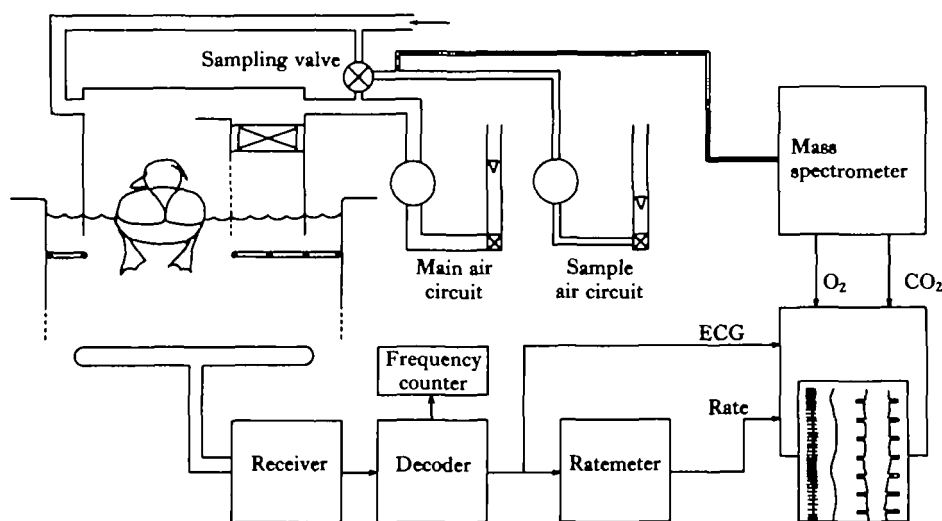 Sampling valve
Mass
spectrometer
Main air
circuit
Sample
air circuit
O₂
CO₂
ECG
Frequency
counter
Rate
Receiver
Decoder
Ratemeter